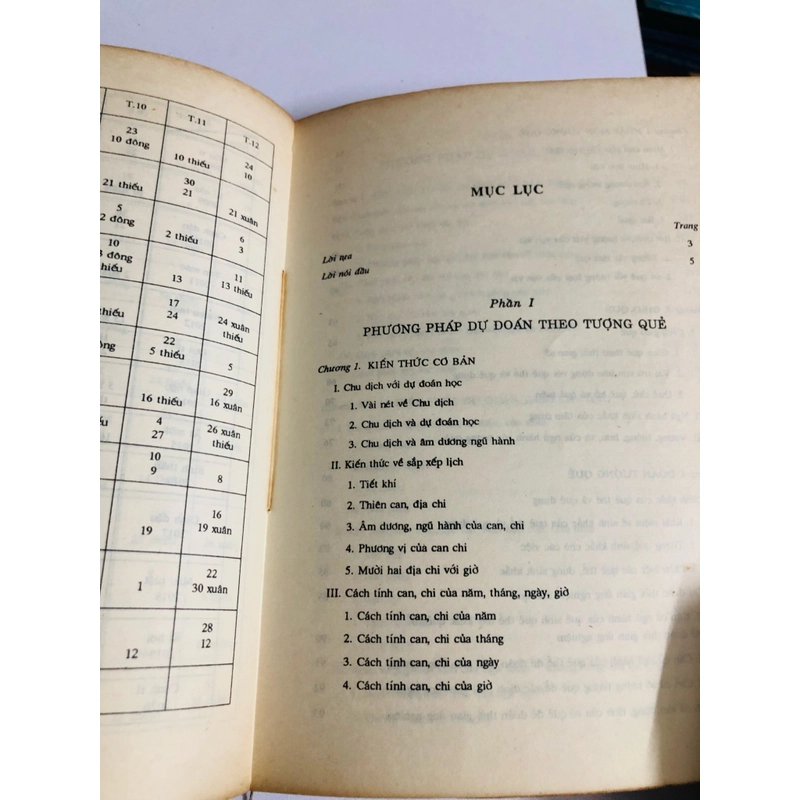 T.10 T.11 T.12
23 24
10 đông 10 thiếu 10
30
21 thiếu 21 21 xuân
5 6
2 đông 2 thiếu 3
10 11
3 đông 13 13 thiếu
thiếu
17
thiếu 24 24 xuân
thiếu
22
đông 5 thiếu 5
29
16 thiếu 16 xuân
4 26 xuân
27 thiếu
10
9 8
16
19 19 xuân
22
1 30 xuân
28
12 12
MỤC LỤC
Trang
Lời tựa 3
Lời nói đầu 5
Phần I
PHƯƠNG PHÁP DỰ DOÁN THEO TƯỢNG QUẺ
Chương 1. KIẾN THỨC CƠ BẢN
I. Chu dịch với dự đoán học
1. Vài nét về Chu dịch
2. Chu dịch và dự đoán học
3. Chu dịch và âm dương ngũ hành
II. Kiến thức về sắp xếp lịch
1. Tiết khí
2. Thiên can, địa chi
3. Âm dương, ngũ hành của can, chi
4. Phương vị của can chi
5. Mười hai địa chi với giờ
III. Cách tính can, chi của năm, tháng, ngày, giờ
1. Cách tính can, chi của năm
2. Cách tính can, chi của tháng
3. Cách tính can, chi của ngày
4. Cách tính can, chi của giờ